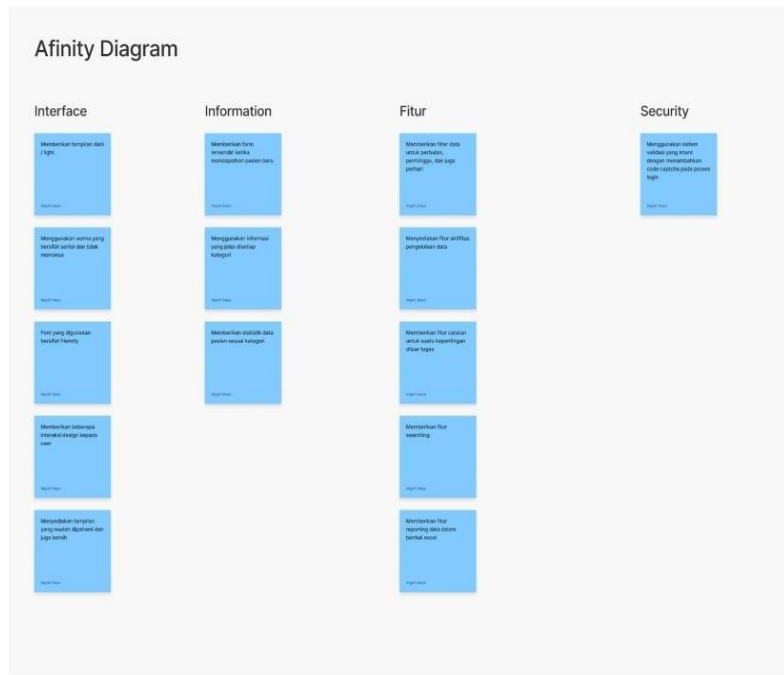 Afinity Diagram
Interface
Memberikan tampilan dark
/ light
Menggunakan warna yang
bersifat santai dan tidak
memaksa
Font yang digunakan
bersifat friendly
Memberikan beberapa
interaksi design kepada
user
Menyediakan tampilan
yang mudah dipahami dan
juga bersih
Information
Memberikan form
tersendiri ketika
mendapatkan pasien baru
Menggunakan informasi
yang jelas disetiap
kategori
Memberikan statistik data
pasien sesuai kategori
Fitur
Memberikan filter data
untuk perbulan,
perminggu, dan juga
perhari
Menyediakan fitur aktifitas
pengelolaan data
Memberikan fitur catatan
untuk suatu kepentingan
diluar tugas
Memberikan fitur
searching
Memberikan fitur
reporting data dalam
bentuk excel
Security
Menggunakan sistem
validasi yang
dengan menambahkan
code captcha pada proses
login